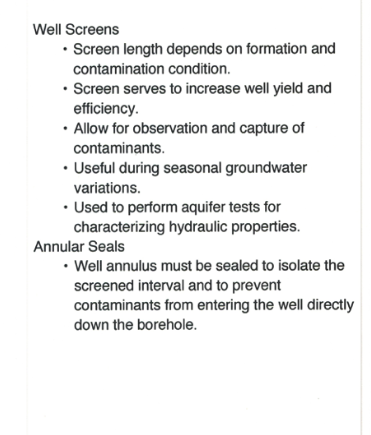 Well Screens
• Screen length depends on formation and
contamination condition.
• Screen serves to increase well yield and
efficiency.
• Allow for observation and capture of
contaminants.
• Useful during seasonal groundwater
variations.
• Used to perform aquifer tests for
characterizing hydraulic properties.
Annular Seals
• Well annulus must be sealed to isolate the
screened interval and to prevent
contaminants from entering the well directly
down the borehole.